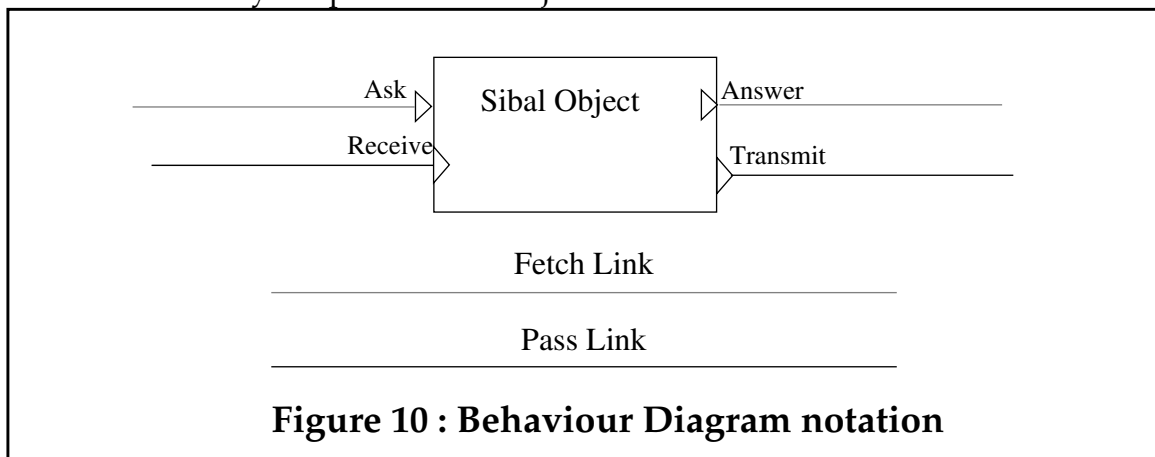 Ask
Sibal Object
Answer
Receive
Transmit
Fetch Link
Pass Link
Figure 10 : Behaviour Diagram notation